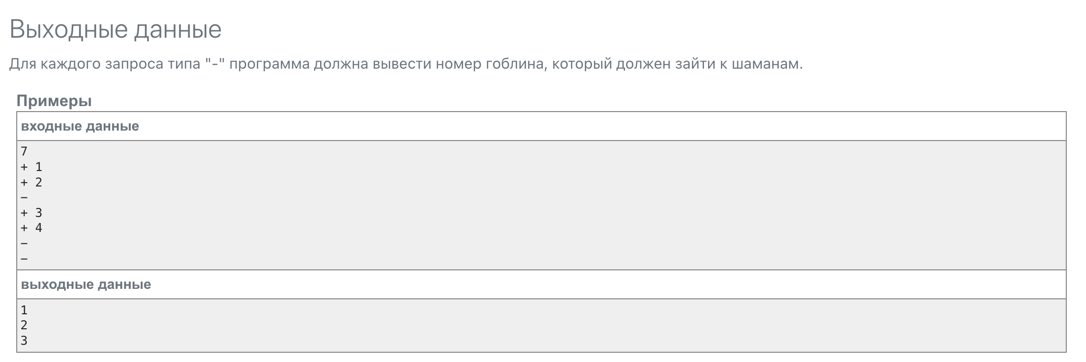 Выходные данные
Для каждого запроса типа "-" программа должна вывести номер гоблина, который должен зайти к шаманам.
Примеры
входные данные
7
+ 1
+ 2
-
+ 3
+ 4
-
-
выходные данные
1
2
3